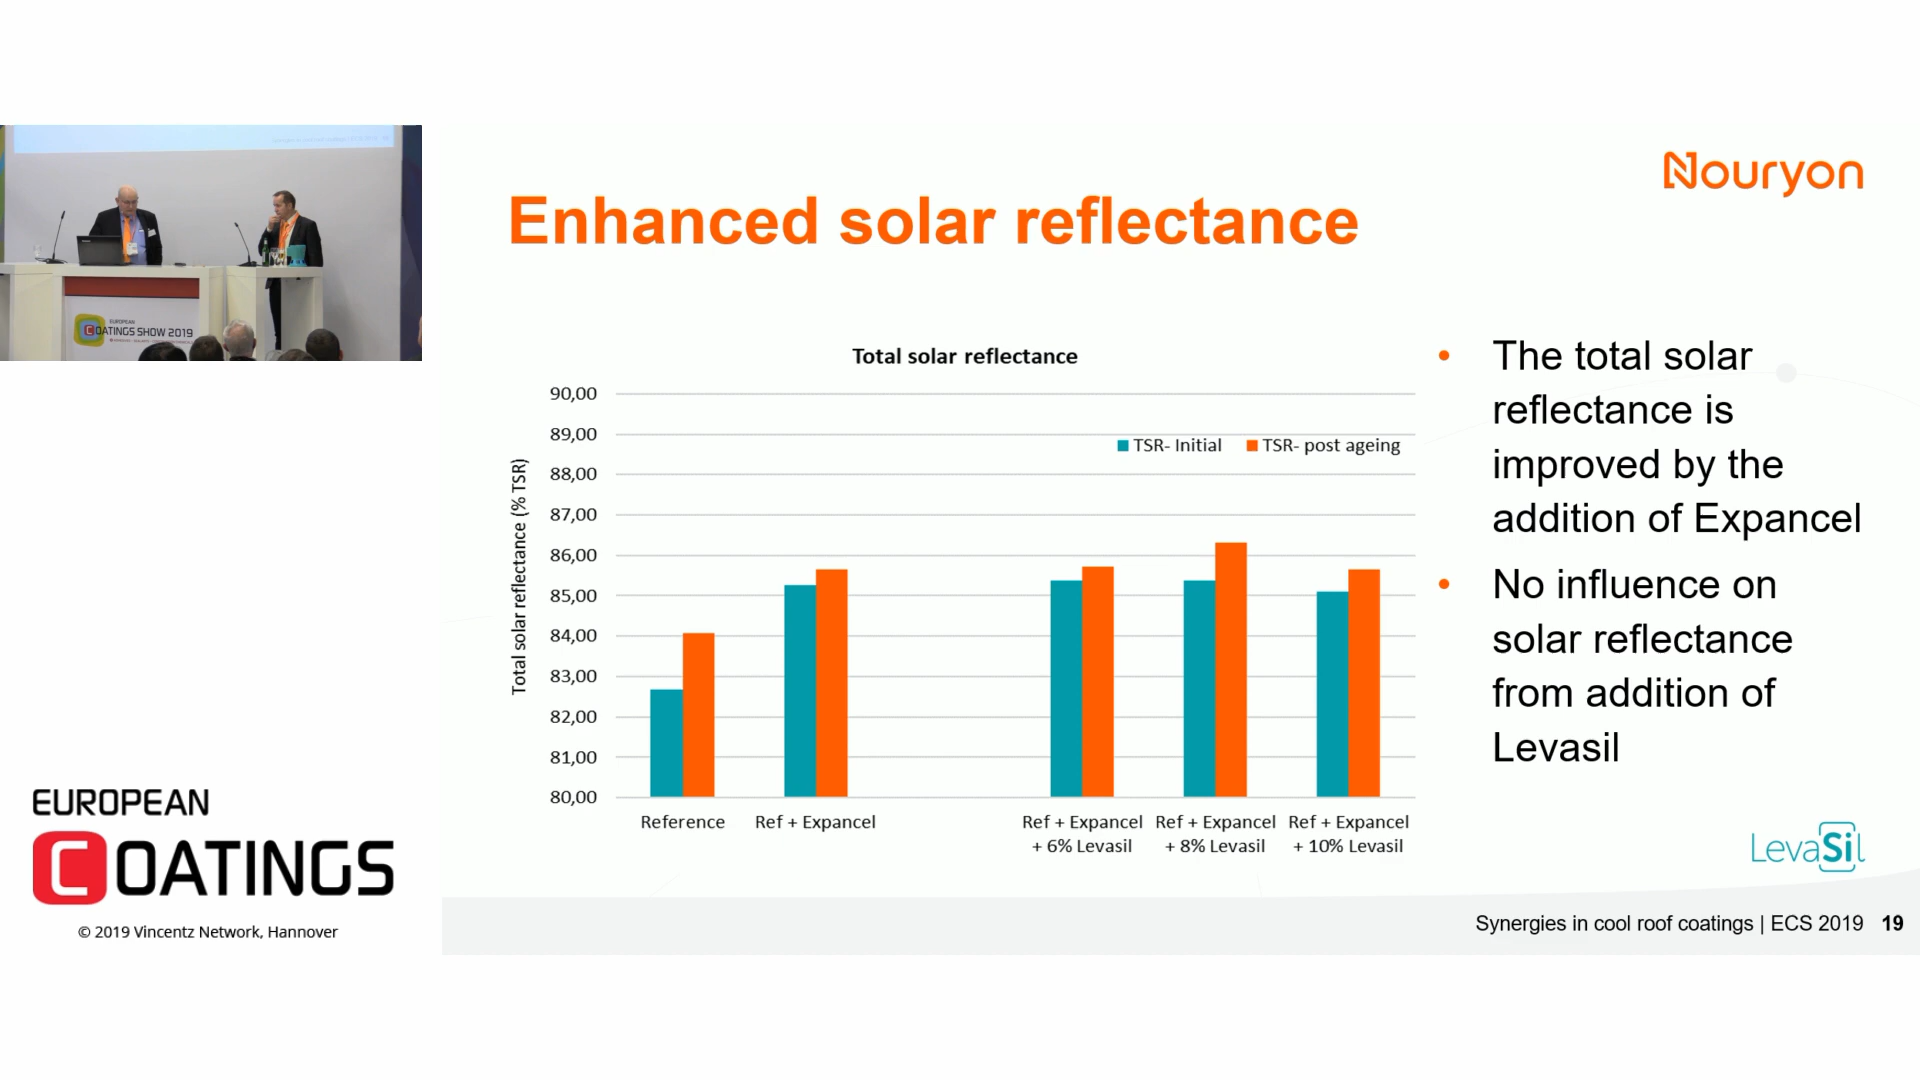 EUROPEAN
COATINGS SHOW 2019
Nouryon
Enhanced solar reflectance
Total solar reflectance
Total solar reflectance (% TSR)
90,00
89,00
88,00
87,00
86,00
85,00
84,00
83,00
82,00
81,00
80,00
TSR- Initial
TSR- post ageing
Reference
Ref + Expancel
Ref + Expancel
+ 6% Levasil
Ref + Expancel
+ 8% Levasil
Ref + Expancel
+ 10% Levasil
• The total solar
reflectance is
improved by the
addition of Expancel
• No influence on
solar reflectance
from addition of
Levasil
LevaSil
EUROPEAN
COATINGS
© 2019 Vincentz Network, Hannover
Synergies in cool roof coatings | ECS 2019 19